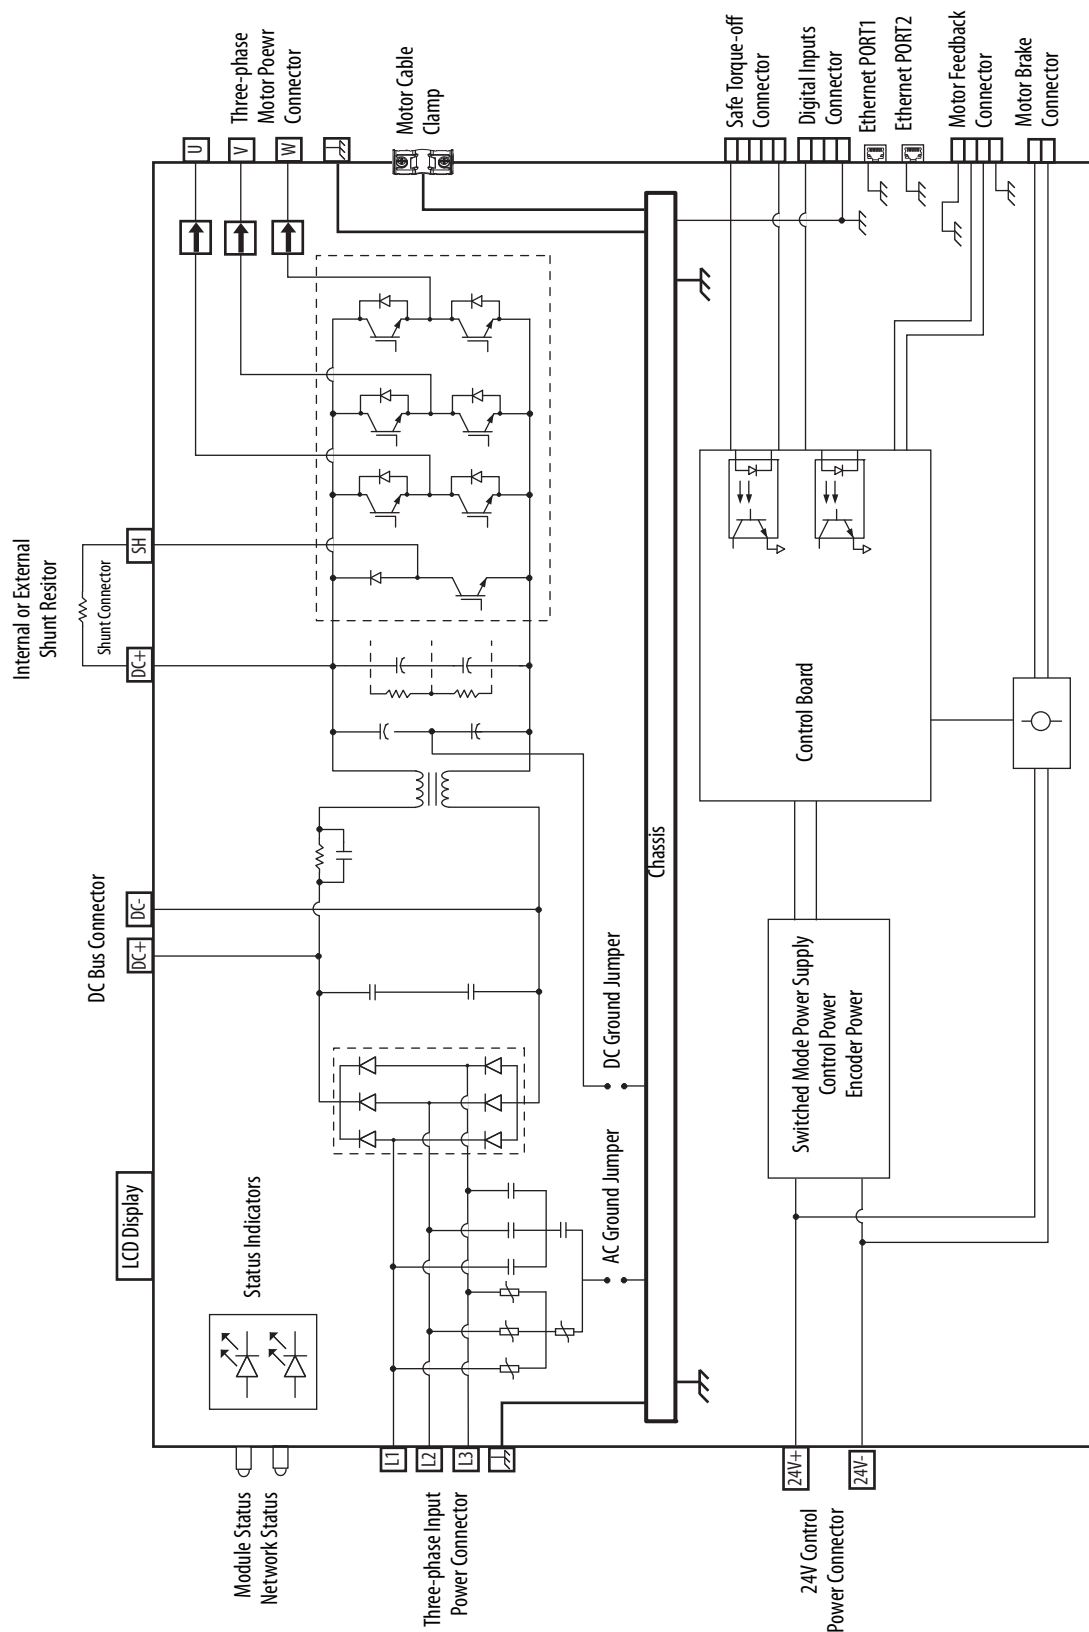 Internal or External
Shunt Resitor
Shunt Connector
DC+
SH
DC Bus Connector
DC+
DC-
LCD Display
Status Indicators
Module Status
Network Status
Three-phase Input
Power Connector
L1
L2
L3
AC Ground Jumper
DC Ground Jumper
Chassis
U
V
W
Three-phase
Motor Poewr
Connector
Motor Cable
Clamp
24V Control
Power Connector
24V+
24V-
Switched Mode Power Supply
Control Power
Encoder Power
Control Board
Safe Torque-off
Connector
Digital Inputs
Connector
Ethernet PORT1
Ethernet PORT2
Motor Feedback
Connector
Motor Brake
Connector